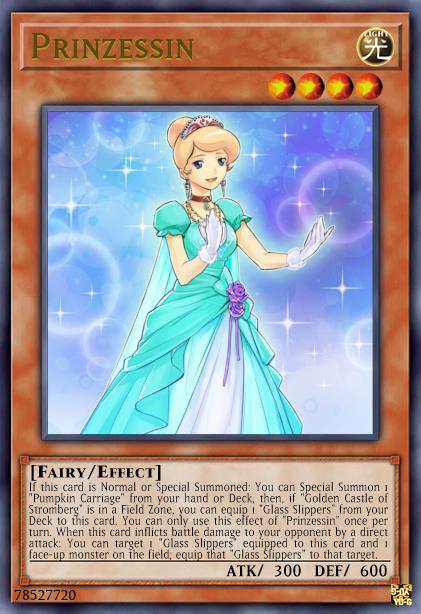 PRINZESSIN
LIGHT
光
[FAIRY/EFFECT]
If this card is Normal or Special Summoned: You can Special Summon 1
"Pumpkin Carriage" from your hand or Deck, then, if "Golden Castle of
Stromberg" is in a Field Zone, you can equip 1 "Glass Slippers" from your
Deck to this card. You can only use this effect of "Prinzessin" once per
turn. When this card inflicts battle damage to your opponent by a direct
attack: You can target 1 "Glass Slippers" equipped to this card and 1
face-up monster on the field; equip that "Glass Slippers" to that target.
ATK/ 300 DEF/ 600
78527720